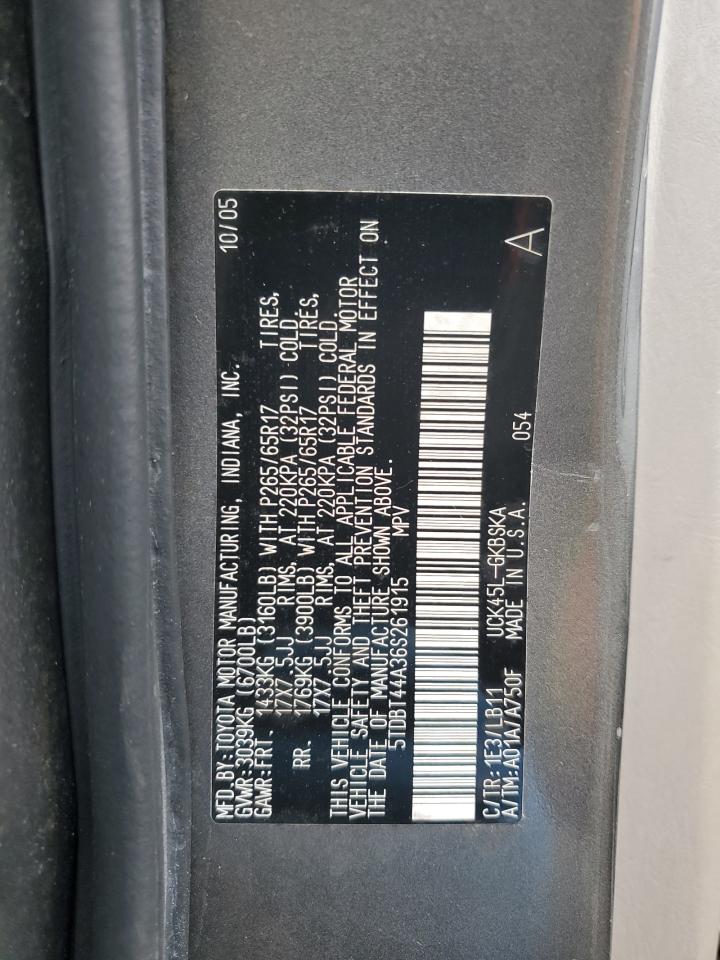 MFD. BY: TOYOTA MOTOR MANUFACTURING, INDIANA, INC. 10/05
GVWR: 3039KG (6700LB)
GAWR: FRT. 1433KG (3160LB) WITH P265/65R17 TIRES,
17X7.5JJ RIMS, AT 220KPA (32PSI) COLD.
RR. 1769KG (3900LB) WITH P265/65R17 TIRES,
17X7.5JJ RIMS, AT 220KPA (32PSI) COLD.
THIS VEHICLE CONFORMS TO ALL APPLICABLE FEDERAL MOTOR
VEHICLE SAFETY AND THEFT PREVENTION STANDARDS IN EFFECT ON
THE DATE OF MANUFACTURE SHOWN ABOVE.
5TDBT44A36S261915 MPV
C/TR: 1E3/LB11 UCK45L-GKBSKA 054 A
A/TM: A01A/A750F MADE IN U.S.A.